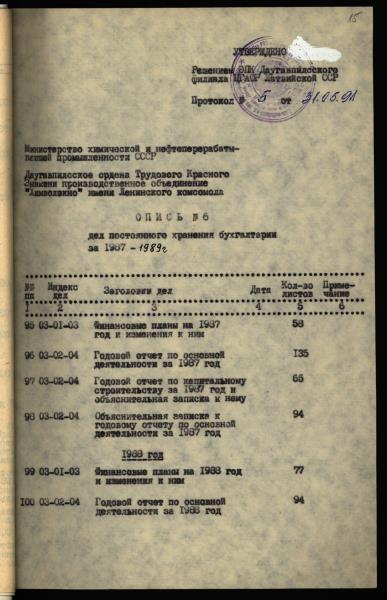 15
УТВЕРЖДЕНО
Решением ЭПК Даугавпилсского
филиала ЦГАОР Латвийской ССР
Протокол № 5 от 31.05.91
Министерство химической и нефтеперерабаты-
вающей промышленности СССР
Даугавпилсское ордена Трудового Красного
Знамени производственное объединение
"Химволокно" имени Ленинского комсомола
ОПИСЬ № 6
дел постоянного хранения бухгалтерии
за 1987 - 1989г
№№ Индекс Заголовки дел Дата Кол-во Приме-
пп дел листов чание
1 2 3 4 5 6
95 03-01-03 Финансовые планы на 1987 58
год и изменения к ним
96 03-02-04 Годовой отчет по основной 135
деятельности за 1987 год
97 03-02-04 Годовой отчет по капитальному 65
строительству за 1987 год и
объяснительная записка к нему
98 03-02-04 Объяснительная записка к 94
годовому отчету по основной
деятельности за 1987 год
1988 год
99 03-01-03 Финансовые планы на 1988 год 77
и изменения к ним
100 03-02-04 Годовой отчет по основной 94
деятельности за 1988 год